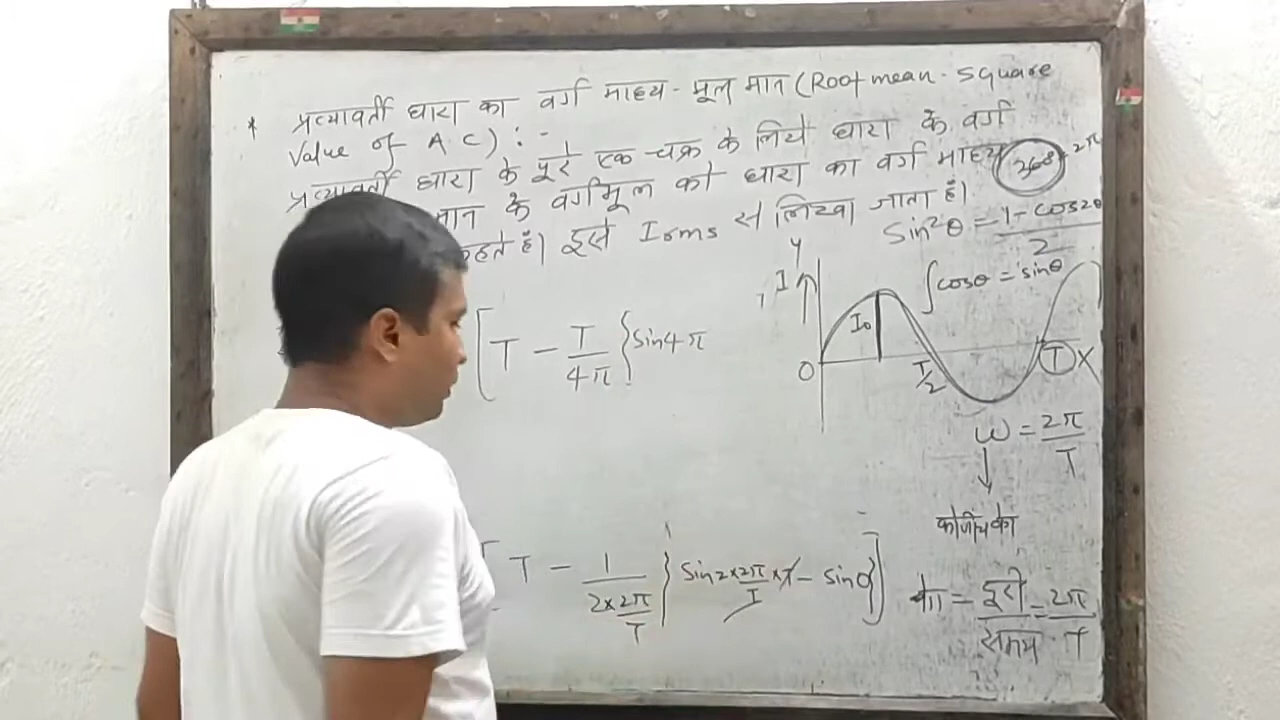 * प्रत्यावर्ती धारा का वर्ग माध्य - मूल मान (Root mean - square
Value of A C) : -
प्रत्यावर्ती धारा के पूरे एक चक्र के लिये धारा के वर्ग
मान के वर्गमूल को धारा का वर्ग माध्य
कहते हैं। इसे Irms से लिखा जाता है।
360° = 2π
Sin²θ = (1 - cos2θ)/2
∫cosθ = sinθ
Y
I
I₀
O
T/2
T
X
[T - T/4π {sin4π
ω = 2π/T
[T - 1/(2×2π/T) {sin2×2π/T×T - sin0}]
वेग = दूरी/समय = 2π/T